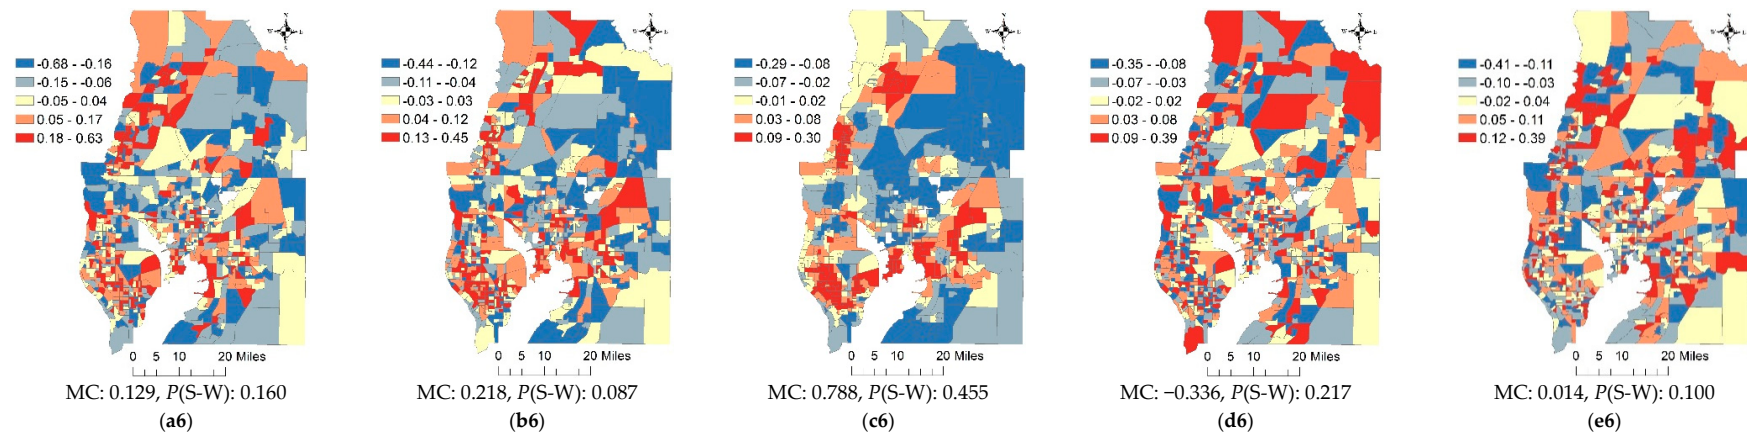 N
W E
S
-0.68 - -0.16
-0.15 - -0.06
-0.05 - 0.04
0.05 - 0.17
0.18 - 0.63
0 5 10 20 Miles
MC: 0.129, P(S-W): 0.160
(a6)
N
W E
S
-0.44 - -0.12
-0.11 - -0.04
-0.03 - 0.03
0.04 - 0.12
0.13 - 0.45
0 5 10 20 Miles
MC: 0.218, P(S-W): 0.087
(b6)
N
W E
S
-0.29 - -0.08
-0.07 - -0.02
-0.01 - 0.02
0.03 - 0.08
0.09 - 0.30
0 5 10 20 Miles
MC: 0.788, P(S-W): 0.455
(c6)
N
W E
S
-0.35 - -0.08
-0.07 - -0.03
-0.02 - 0.02
0.03 - 0.08
0.09 - 0.39
0 5 10 20 Miles
MC: −0.336, P(S-W): 0.217
(d6)
N
W E
S
-0.41 - -0.11
-0.10 - -0.03
-0.02 - 0.04
0.05 - 0.11
0.12 - 0.39
0 5 10 20 Miles
MC: 0.014, P(S-W): 0.100
(e6)